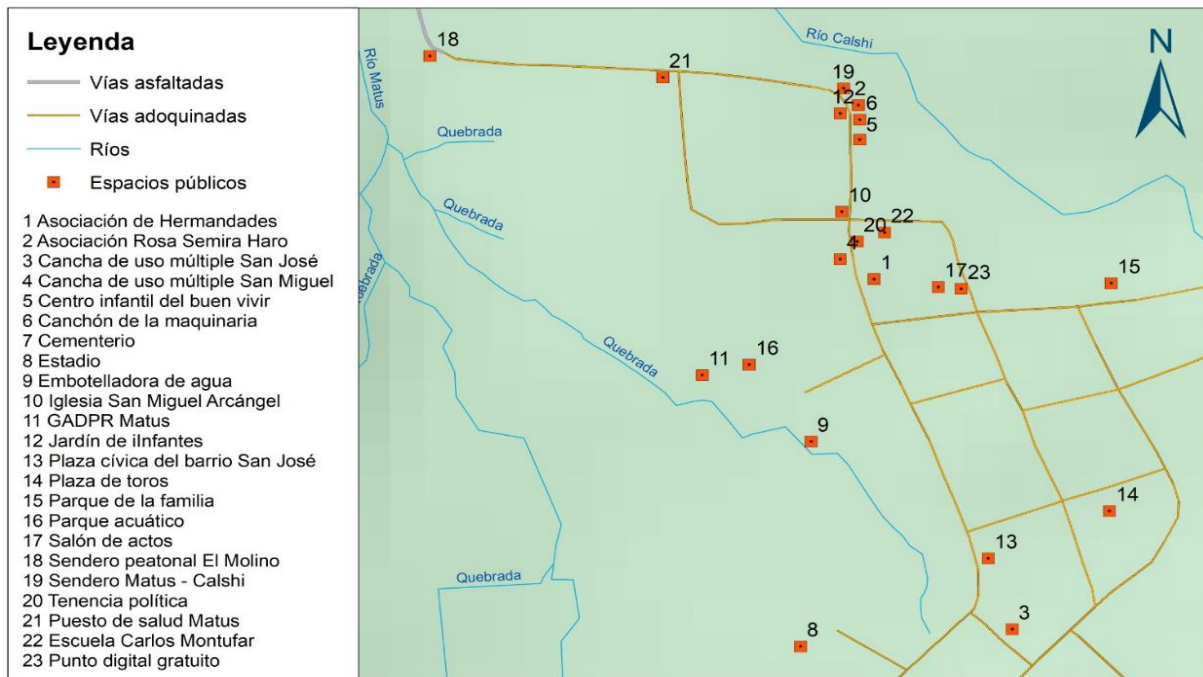 Leyenda
Vías asfaltadas
Vías adoquinadas
Ríos
Espacios públicos
1 Asociación de Hermandades
2 Asociación Rosa Semira Haro
3 Cancha de uso múltiple San José
4 Cancha de uso múltiple San Miguel
5 Centro infantil del buen vivir
6 Canchón de la maquinaria
7 Cementerio
8 Estadio
9 Embotelladora de agua
10 Iglesia San Miguel Arcángel
11 GADPR Matus
12 Jardín de iInfantes
13 Plaza cívica del barrio San José
14 Plaza de toros
15 Parque de la familia
16 Parque acuático
17 Salón de actos
18 Sendero peatonal El Molino
19 Sendero Matus - Calshi
20 Tenencia política
21 Puesto de salud Matus
22 Escuela Carlos Montufar
23 Punto digital gratuito
18
21
Río Calshi
N
Río Matus
19
2
12
6
5
Quebrada
Quebrada
10
22
20
4
Quebrada
1
17
23
15
Quebrada
11
16
9
14
13
Quebrada
3
8